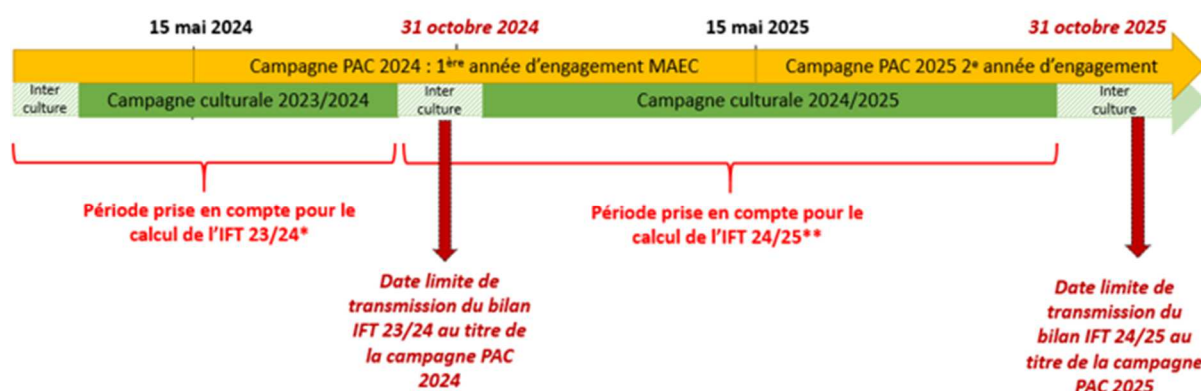 15 mai 2024
31 octobre 2024
15 mai 2025
31 octobre 2025
Campagne PAC 2024 : 1ère année d'engagement MAEC
Campagne PAC 2025 2e année d'engagement
Inter
culture
Campagne culturale 2023/2024
Inter
culture
Campagne culturale 2024/2025
Inter
culture
Période prise en compte pour le
calcul de l'IFT 23/24*
Période prise en compte pour le
calcul de l'IFT 24/25**
Date limite de
transmission du bilan
IFT 23/24 au titre de
la campagne PAC
2024
Date limite de
transmission du
bilan IFT 24/25 au
titre de la campagne
PAC 2025